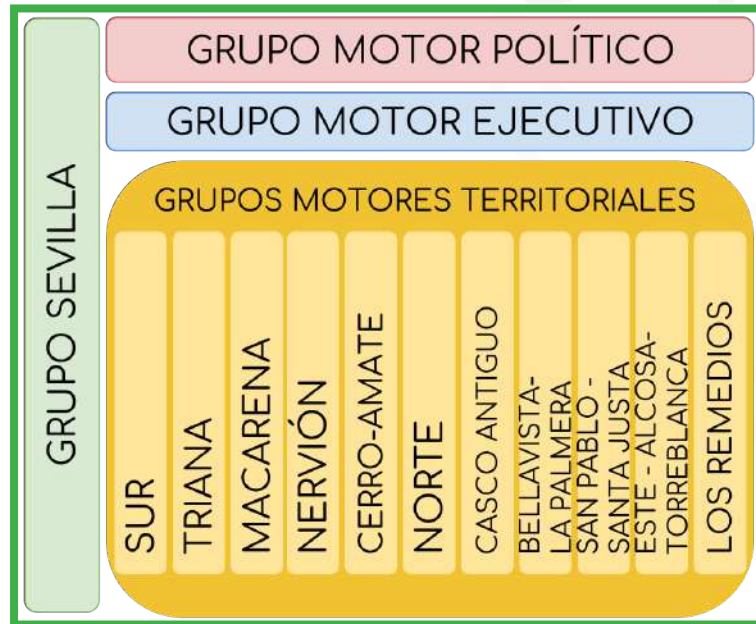 GRUPO SEVILLA
GRUPO MOTOR POLÍTICO
GRUPO MOTOR EJECUTIVO
GRUPOS MOTORES TERRITORIALES
SUR
TRIANA
MACARENA
NERVIÓN
CERRO-AMATE
NORTE
CASCO ANTIGUO
BELLAVISTA-
LA PALMERA
SAN PABLO -
SANTA JUSTA
ESTE - ALCOSA-
TORREBLANCA
LOS REMEDIOS